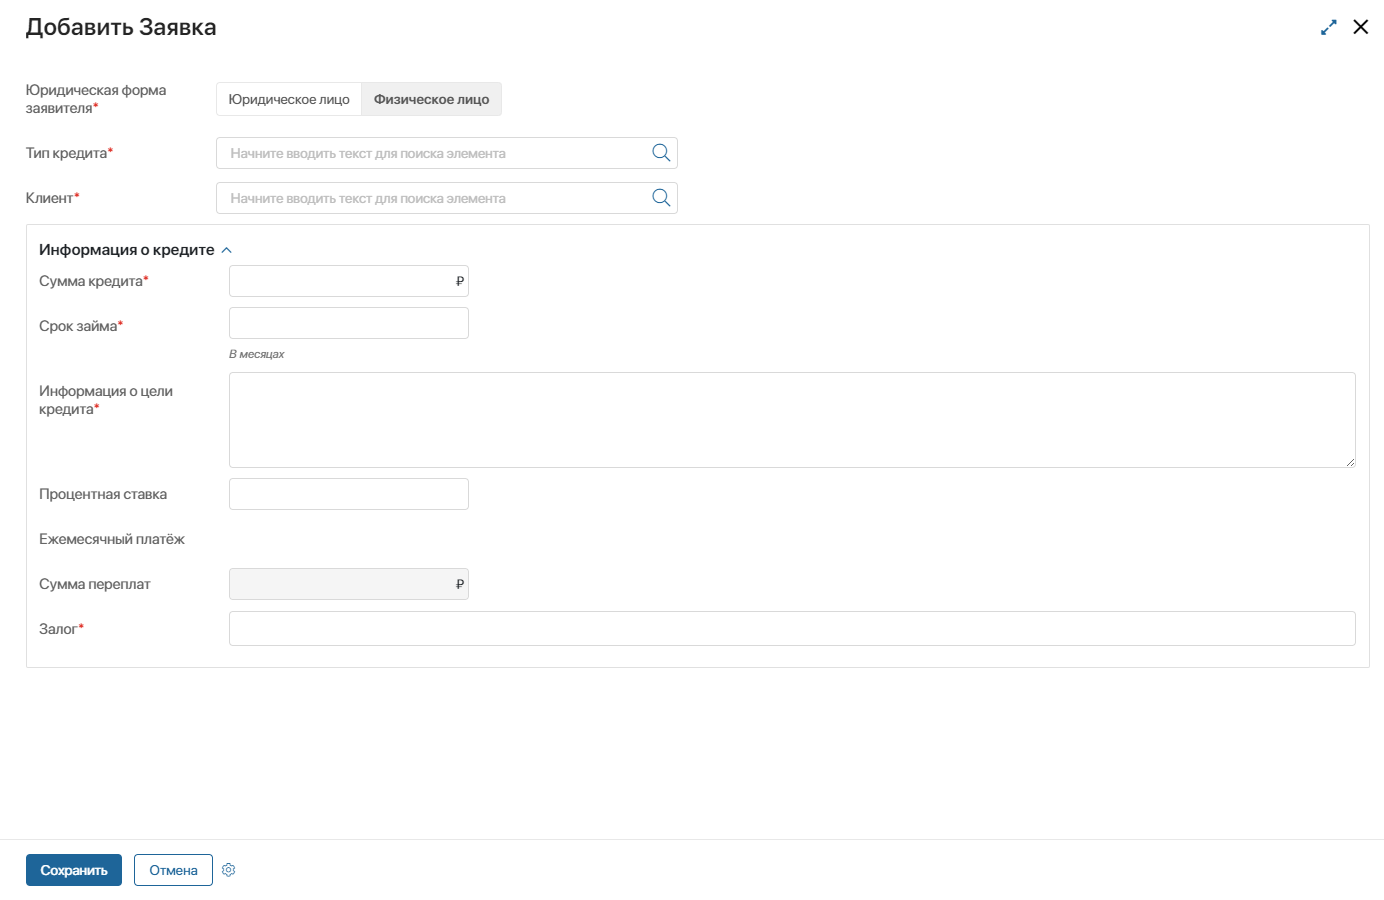 Добавить Заявка
Юридическая форма
заявителя*
Юридическое лицо
Физическое лицо
Тип кредита*
Начните вводить текст для поиска элемента
Клиент*
Начните вводить текст для поиска элемента
Информация о кредите
Сумма кредита*
₽
Срок займа*
В месяцах
Информация о цели
кредита*
Процентная ставка
Ежемесячный платёж
Сумма переплат
₽
Залог*
Сохранить
Отмена